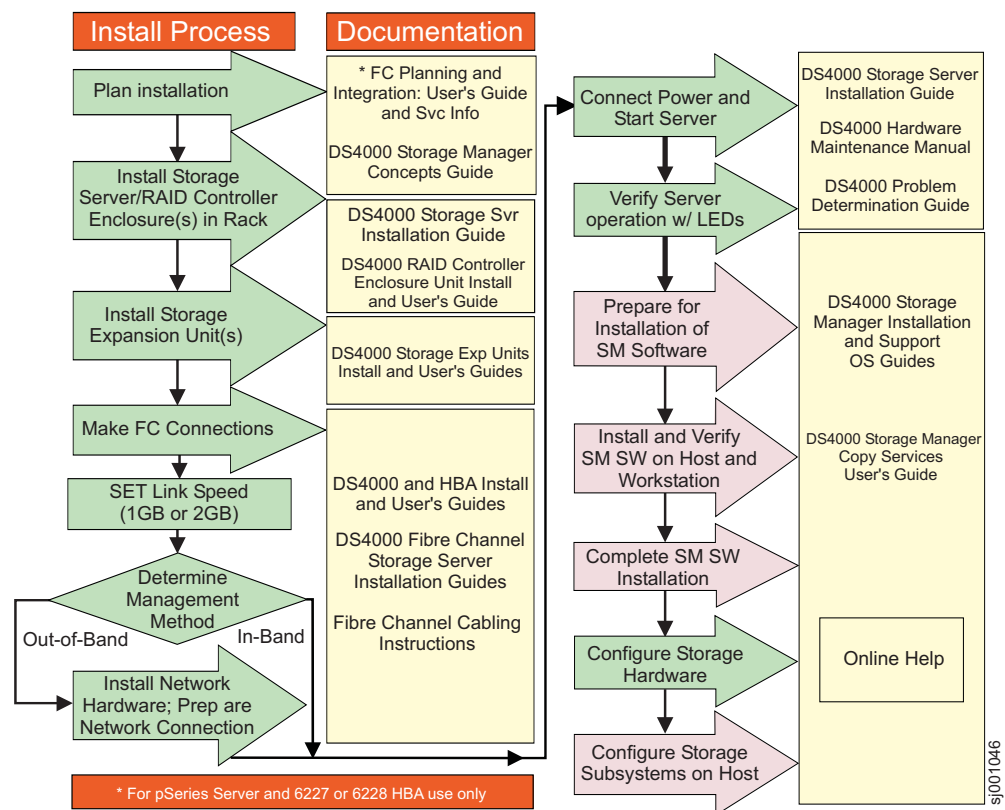 Install Process
Documentation
Plan installation
* FC Planning and
Integration: User's Guide
and Svc Info
DS4000 Storage Manager
Concepts Guide
Install Storage
Server/RAID Controller
Enclosure(s) in Rack
DS4000 Storage Svr
Installation Guide
DS4000 RAID Controller
Enclosure Unit Install
and User's Guide
Install Storage
Expansion Unit(s)
DS4000 Storage Exp Units
Install and User's Guides
Make FC Connections
SET Link Speed
(1GB or 2GB)
DS4000 and HBA Install
and User's Guides
DS4000 Fibre Channel
Storage Server
Installation Guides
Fibre Channel Cabling
Instructions
Determine
Management
Method
Out-of-Band
In-Band
Install Network
Hardware; Prep are
Network Connection
* For pSeries Server and 6227 or 6228 HBA use only
Connect Power and
Start Server
DS4000 Storage Server
Installation Guide
DS4000 Hardware
Maintenance Manual
DS4000 Problem
Determination Guide
Verify Server
operation w/ LEDs
Prepare for
Installation of
SM Software
DS4000 Storage
Manager Installation
and Support
OS Guides
Install and Verify
SM SW on Host and
Workstation
DS4000 Storage Manager
Copy Services
User's Guide
Complete SM SW
Installation
Configure Storage
Hardware
Online Help
Configure Storage
Subsystems on Host
sj001046